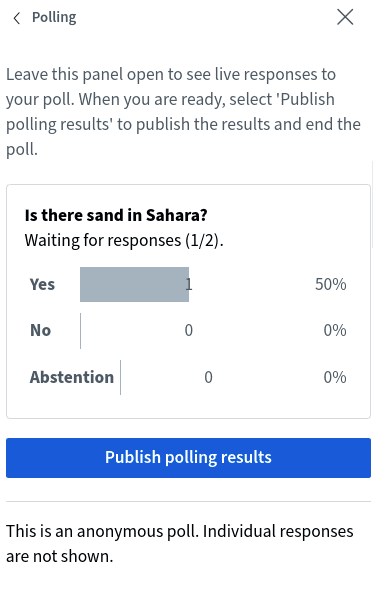 Polling
Leave this panel open to see live responses to
your poll. When you are ready, select 'Publish
polling results' to publish the results and end the
poll.
Is there sand in Sahara?
Waiting for responses (1/2).
Yes 1 50%
No 0 0%
Abstention 0 0%
Publish polling results
This is an anonymous poll. Individual responses
are not shown.